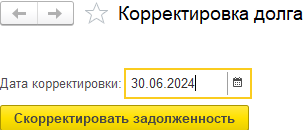 Корректировка долга
Дата корректировки: 30.06.2024
Скорректировать задолженность